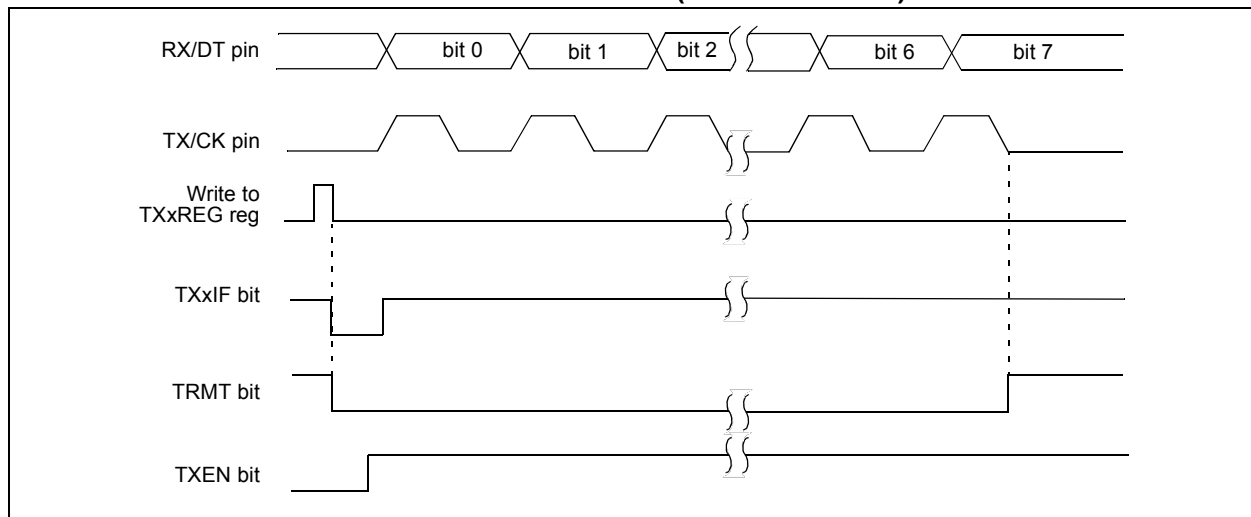 RX/DT pin
bit 0
bit 1
bit 2
bit 6
bit 7
TX/CK pin
Write to
TXxREG reg
TXxIF bit
TRMT bit
TXEN bit